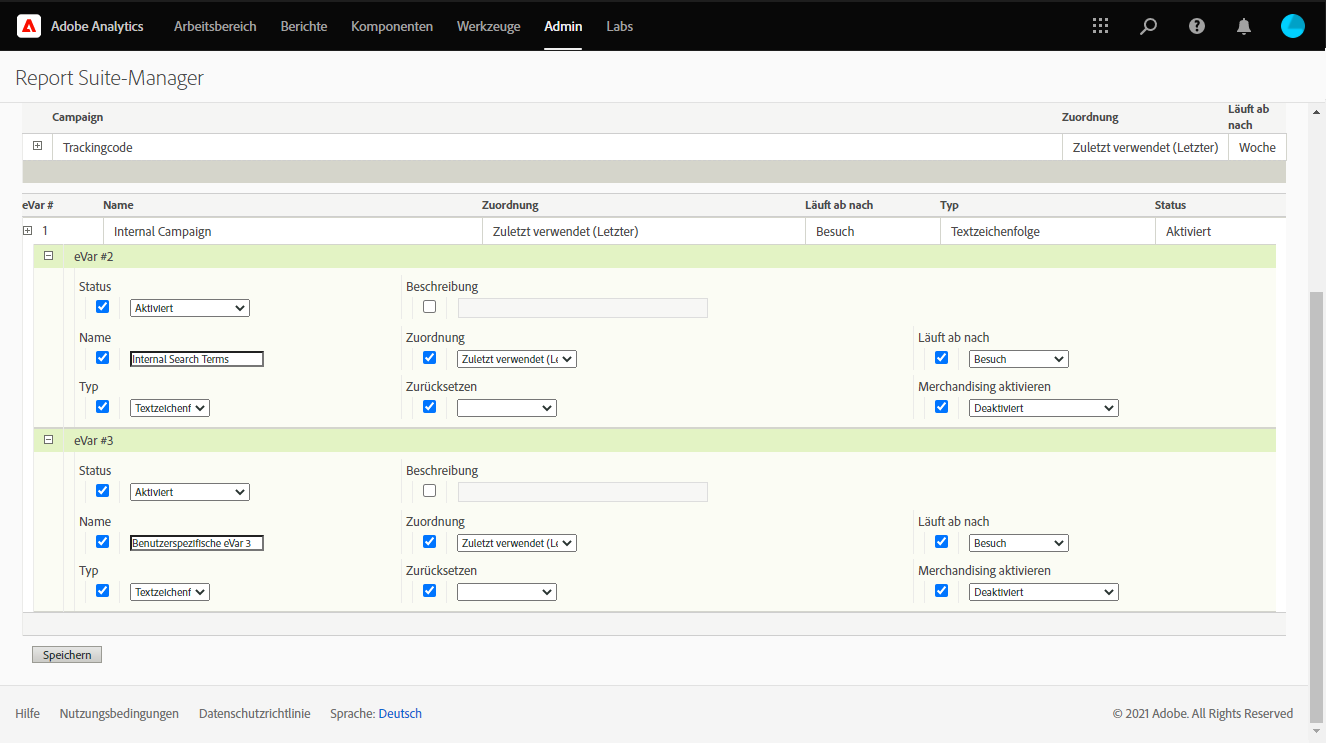 Adobe Analytics Arbeitsbereich Berichte Komponenten Werkzeuge Admin Labs
Report Suite-Manager
Campaign Zuordnung Läuft ab nach
Trackingcode Zuletzt verwendet (Letzter) Woche
eVar # Name Zuordnung Läuft ab nach Typ Status
1 Internal Campaign Zuletzt verwendet (Letzter) Besuch Textzeichenfolge Aktiviert
eVar #2
Status Beschreibung
Aktiviert
Name Zuordnung Läuft ab nach
Internal Search Terms Zuletzt verwendet (Le Besuch
Typ Zurücksetzen Merchandising aktivieren
Textzeichenf Deaktiviert
eVar #3
Status Beschreibung
Aktiviert
Name Zuordnung Läuft ab nach
Benutzerspezifische eVar 3 Zuletzt verwendet (Le Besuch
Typ Zurücksetzen Merchandising aktivieren
Textzeichenf Deaktiviert
Speichern
Hilfe Nutzungsbedingungen Datenschutzrichtlinie Sprache: Deutsch © 2021 Adobe. All Rights Reserved